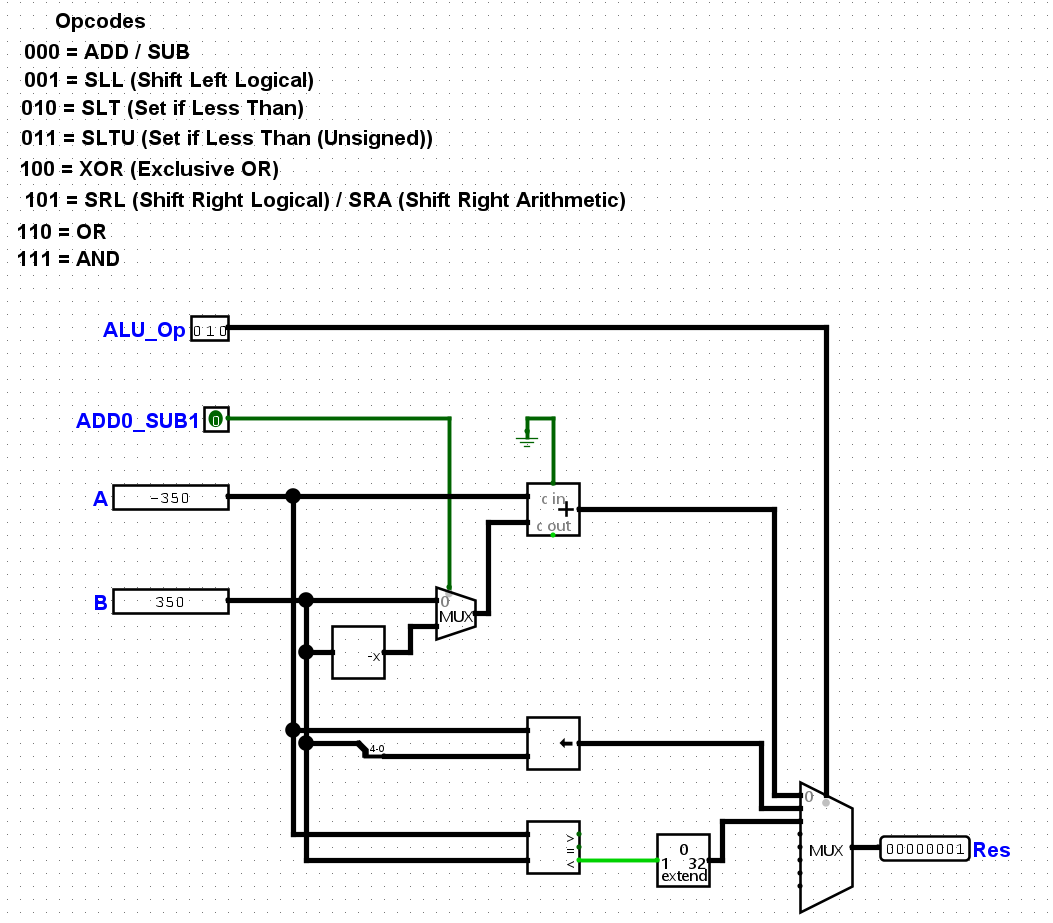 Opcodes
000 = ADD / SUB
001 = SLL (Shift Left Logical)
010 = SLT (Set if Less Than)
011 = SLTU (Set if Less Than (Unsigned))
100 = XOR (Exclusive OR)
101 = SRL (Shift Right Logical) / SRA (Shift Right Arithmetic)
110 = OR
111 = AND
ALU_Op 0 1 0
ADD0_SUB1 0
A -350
c in
+
c out
B 350
0
MUX
-x
4-0
←
>
=
<
0
1 32
extend
0
MUX
00000001 Res